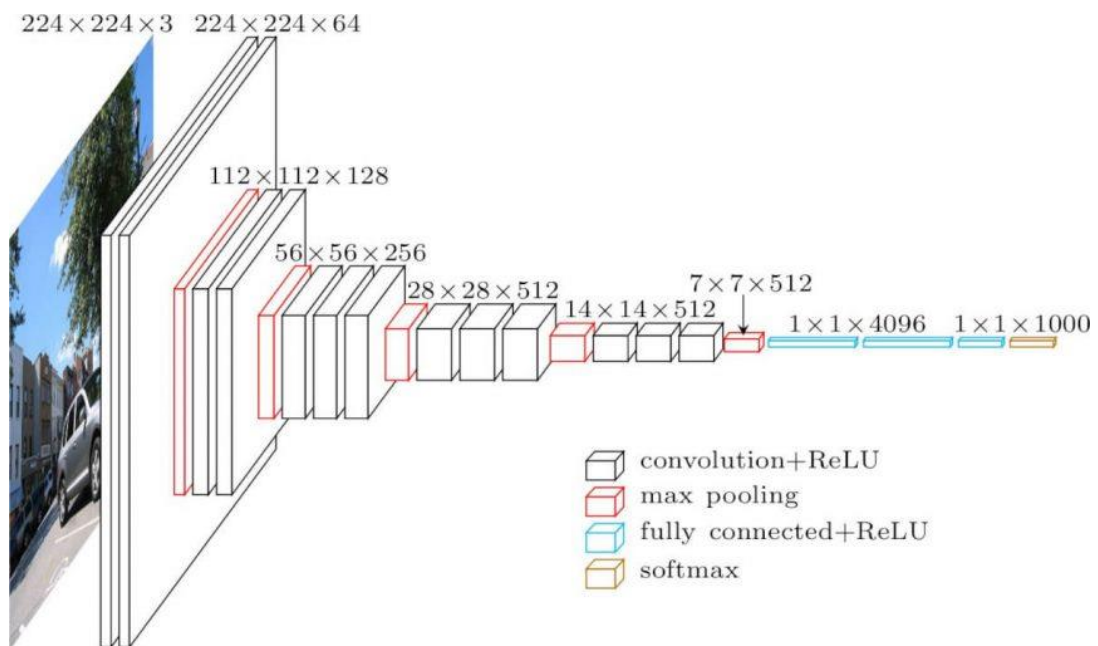 224×224×3
224×224×64
112×112×128
56×56×256
28×28×512
14×14×512
7×7×512
1×1×4096
1×1×1000
convolution+ReLU
max pooling
fully connected+ReLU
softmax